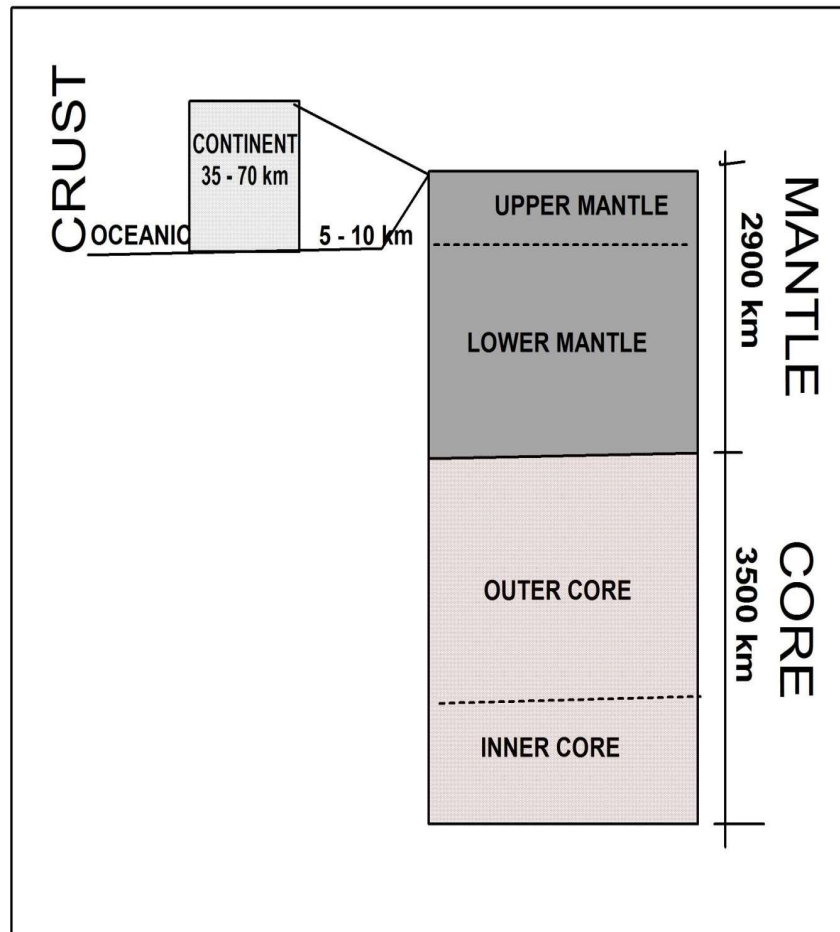 CRUST
CONTINENT
35 - 70 km
OCEANIC
5 - 10 km
UPPER MANTLE
LOWER MANTLE
2900 km
MANTLE
OUTER CORE
INNER CORE
3500 km
CORE